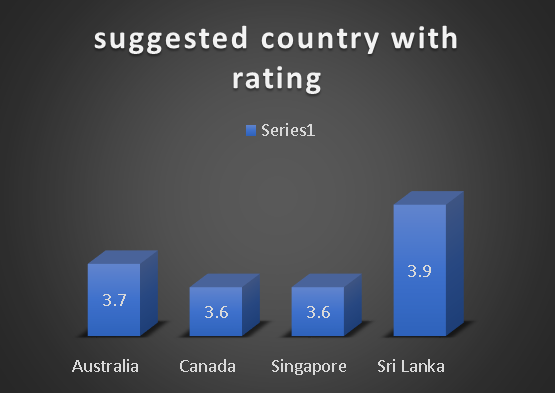 suggested country with
rating
Series1
3.7
3.6
3.6
3.9
Australia
Canada
Singapore
Sri Lanka